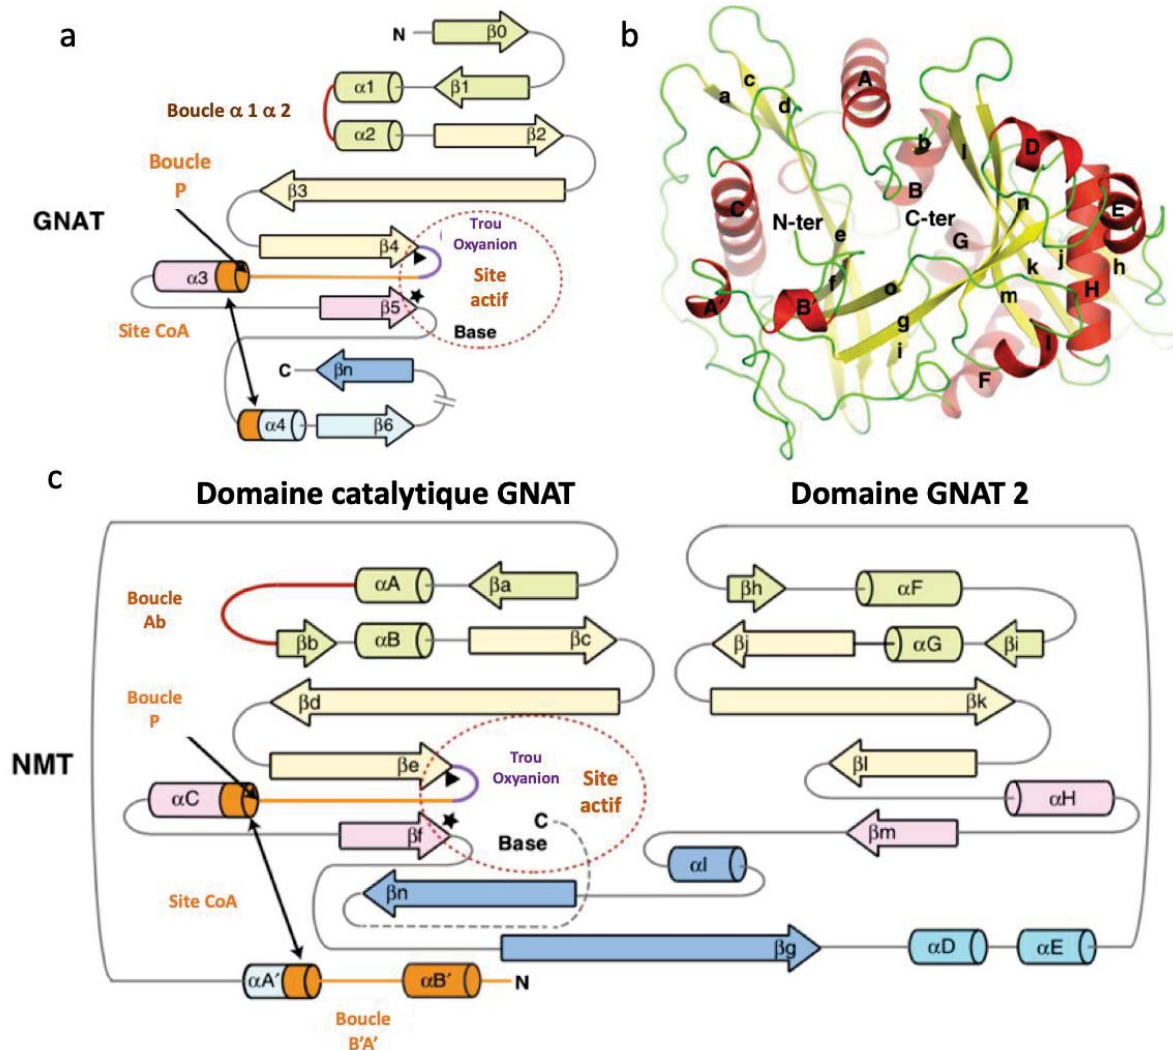 a
N
β0
α1
β1
Boucle α 1 α 2
α2
β2
Boucle
P
β3
GNAT
β4
Trou
Oxyanion
α3
Site
actif
β5
Site CoA
Base
C
βn
α4
β6
b
a
c
d
A
b
B
l
D
C
N-ter
C-ter
n
E
e
G
f
k
j
h
A'
B'
o
H
m
g
i
I
F
c
Domaine catalytique GNAT
Domaine GNAT 2
αA
βa
βh
αF
Boucle
Ab
βb
αB
βc
βj
αG
βi
βd
βk
Boucle
P
NMT
βe
Trou
Oxyanion
Site
actif
βl
αC
αH
βf
C
Base
βm
αI
Site CoA
βn
βg
αD
αE
αA'
αB'
N
Boucle
B'A'